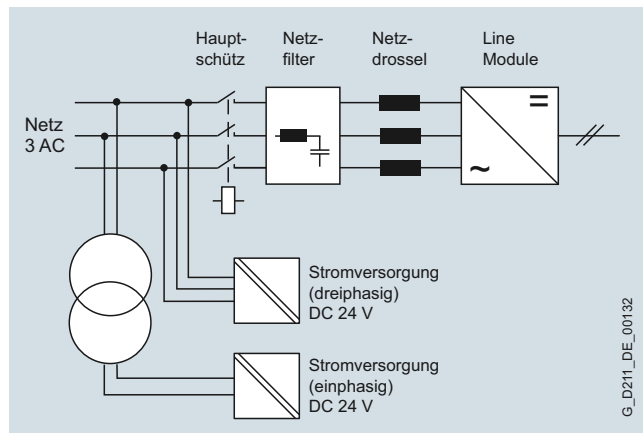 Haupt-
schütz
Netz-
filter
Netz-
drossel
Line
Module
Netz
3 AC
=
~
Stromversorgung
(dreiphasig)
DC 24 V
Stromversorgung
(einphasig)
DC 24 V
G_D211_DE_00132